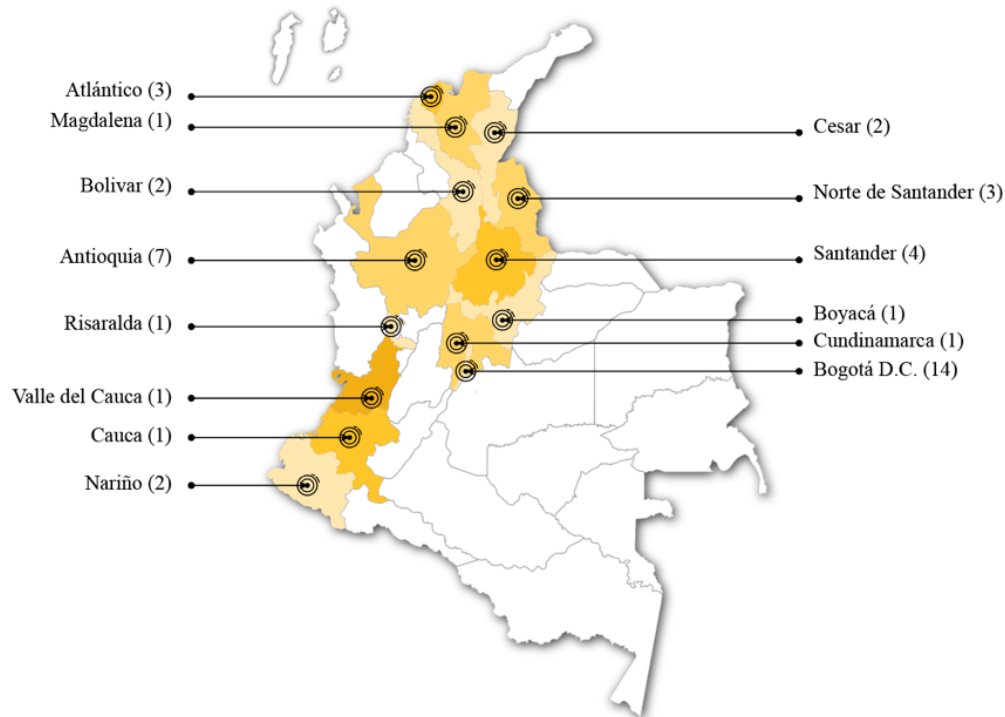 Atlántico (3)
Magdalena (1)
Bolivar (2)
Antioquia (7)
Risaralda (1)
Valle del Cauca (1)
Cauca (1)
Nariño (2)
Cesar (2)
Norte de Santander (3)
Santander (4)
Boyacá (1)
Cundinamarca (1)
Bogotá D.C. (14)